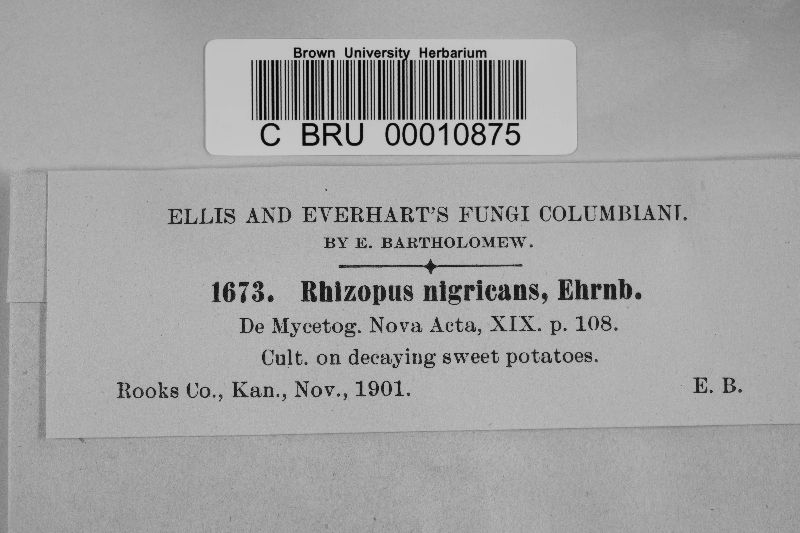 Brown University Herbarium
C BRU 00010875
ELLIS AND EVERHART'S FUNGI COLUMBIANI.
BY E. BARTHOLOMEW.
1673. Rhizopus nigricans, Ehrnb.
De Mycetog. Nova Acta, XIX. p. 108.
Cult. on decaying sweet potatoes.
Rooks Co., Kan., Nov., 1901. E. B.